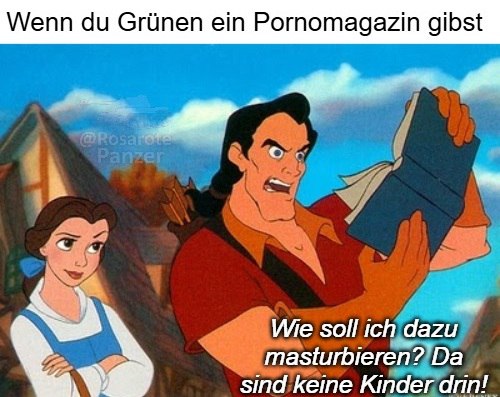 Wenn du Grünen ein Pornomagazin gibst
@Rosarote
Panzer
Wie soll ich dazu
masturbieren? Da
sind keine Kinder drin!